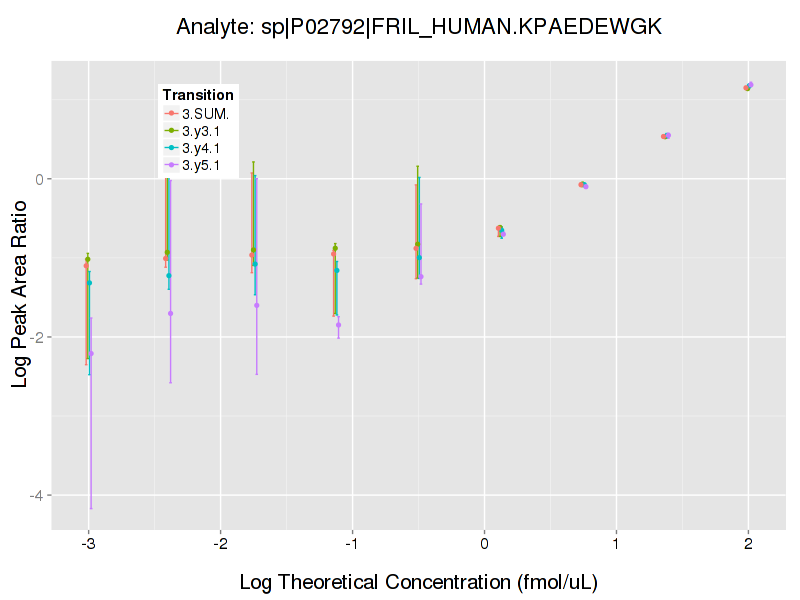 Analyte: sp|P02792|FRIL_HUMAN.KPAEDEWGK
Transition
3.SUM.
3.y3.1
3.y4.1
3.y5.1
Log Peak Area Ratio
0
-2
-4
-3 -2 -1 0 1 2
Log Theoretical Concentration (fmol/uL)